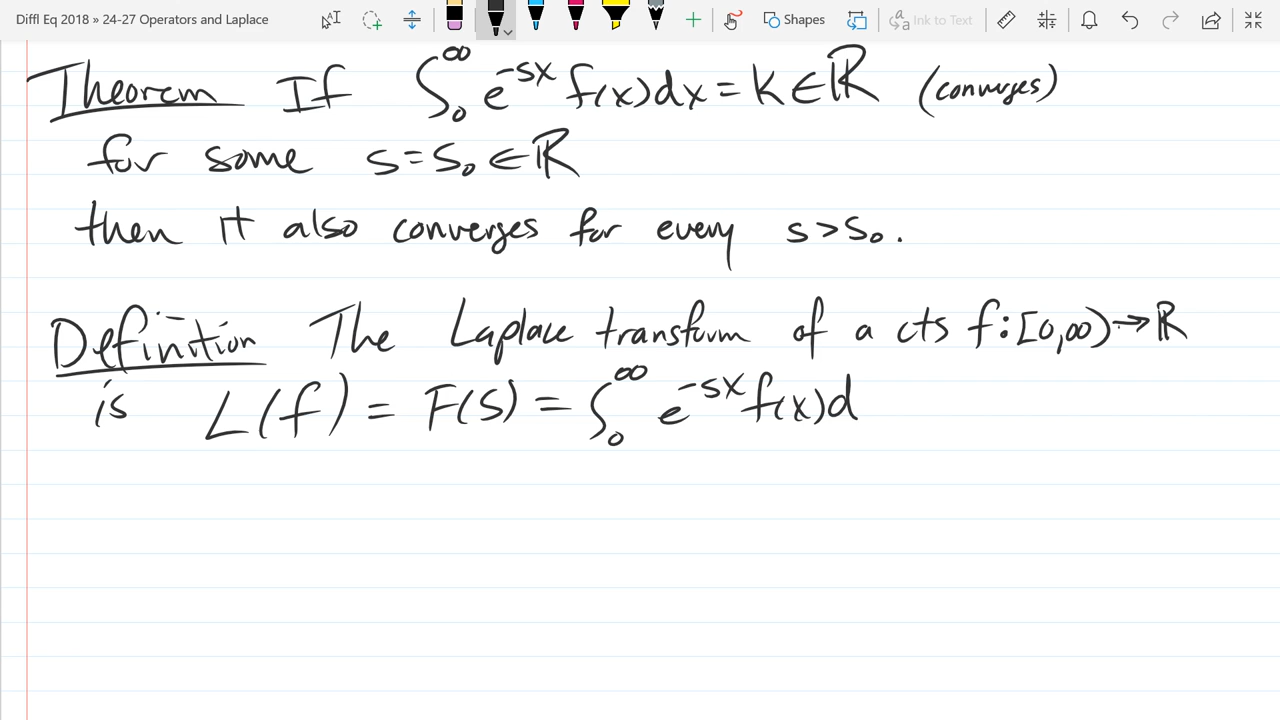 Diffl Eq 2018 » 24-27 Operators and Laplace Shapes Ink to Text
Theorem If ∫₀^∞ e^{-sx} f(x)dx = K ∈ ℝ (converges)
for some s = s₀ ∈ ℝ
then it also converges for every s > s₀.
Definition The Laplace transform of a cts f: [0,∞) → ℝ
is L(f) = F(s) = ∫₀^∞ e^{-sx} f(x)d